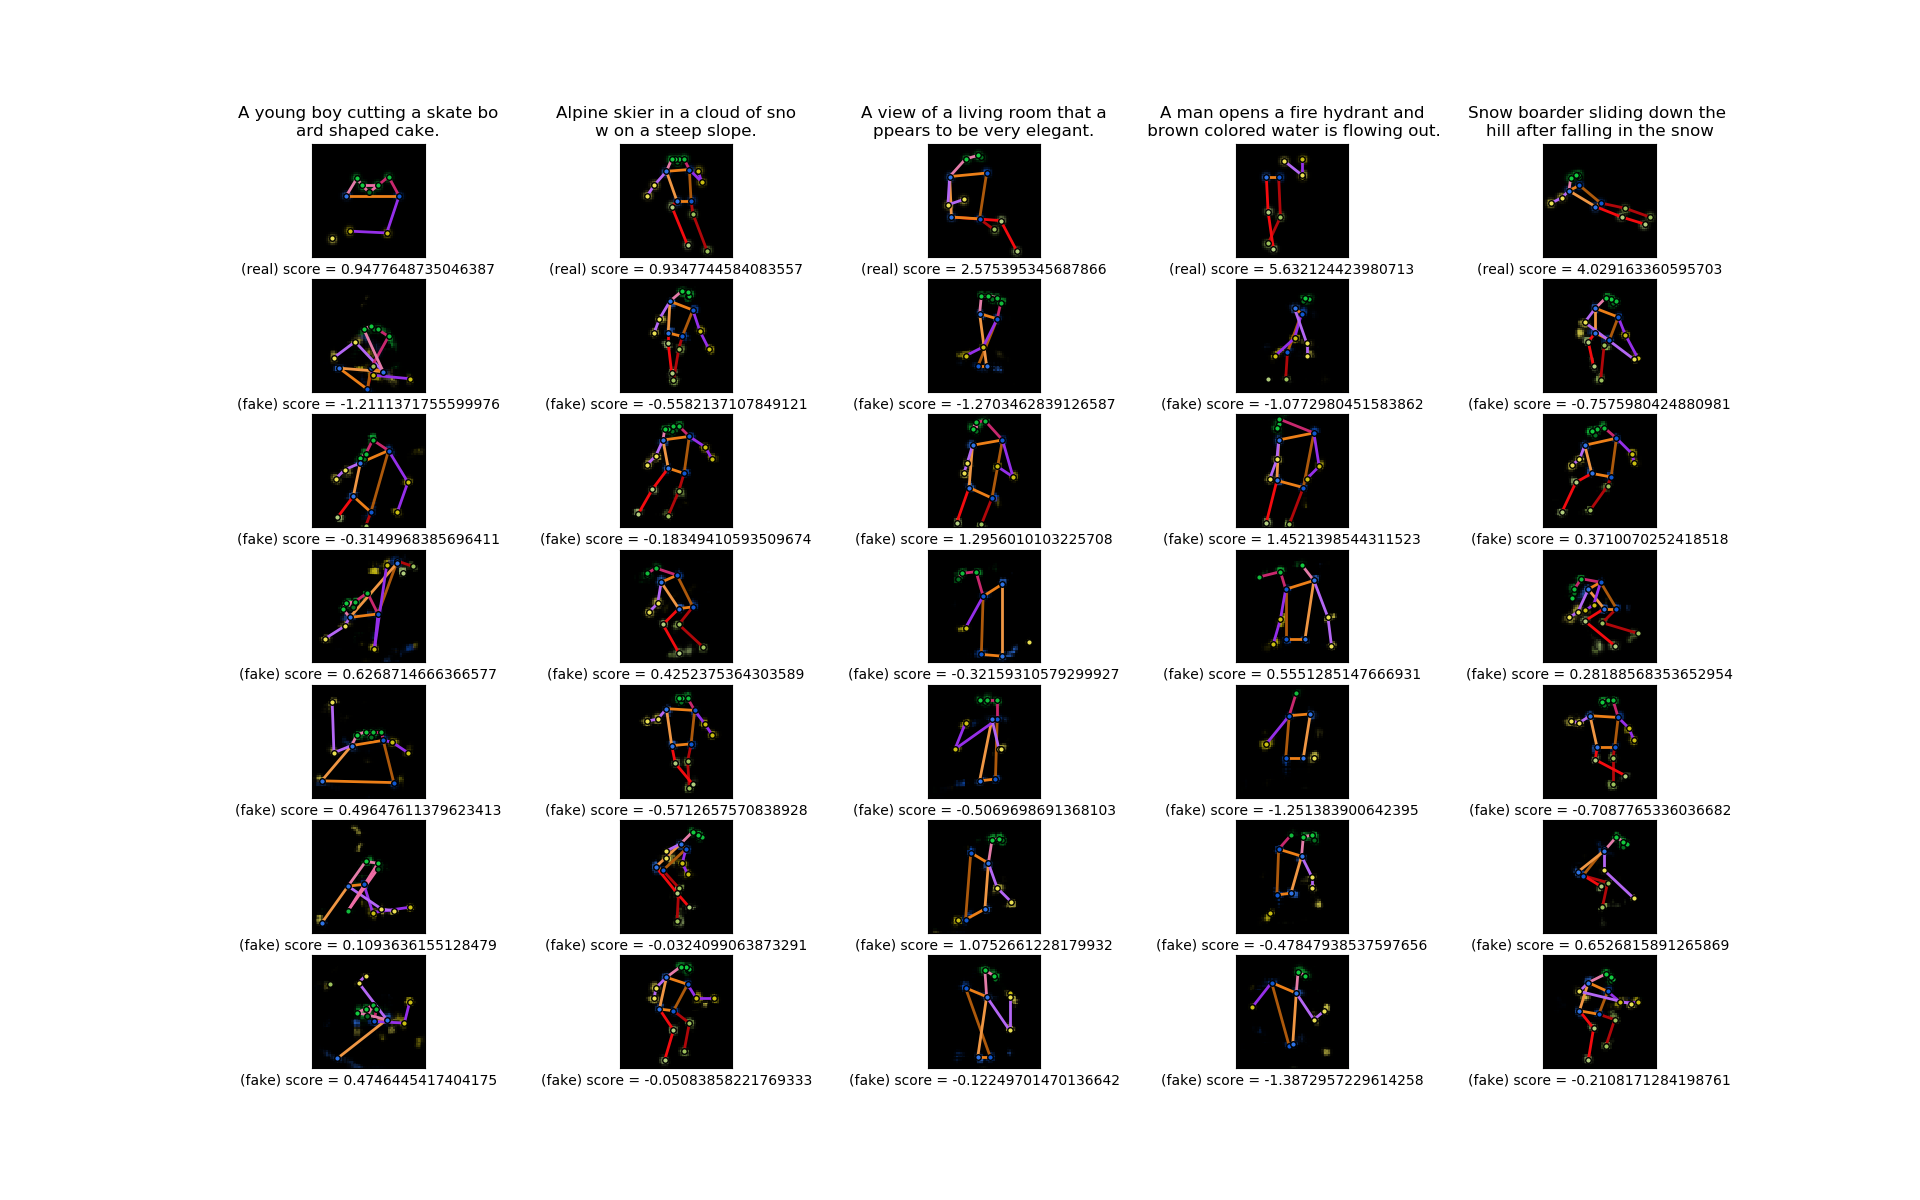 A young boy cutting a skate bo
ard shaped cake.
Alpine skier in a cloud of sno
w on a steep slope.
A view of a living room that a
ppears to be very elegant.
A man opens a fire hydrant and
brown colored water is flowing out.
Snow boarder sliding down the
hill after falling in the snow
(real) score = 0.9477648735046387
(real) score = 0.9347744584083557
(real) score = 2.575395345687866
(real) score = 5.632124423980713
(real) score = 4.029163360595703
(fake) score = -1.2111371755599976
(fake) score = -0.5582137107849121
(fake) score = -1.2703462839126587
(fake) score = -1.0772980451583862
(fake) score = -0.7575980424880981
(fake) score = -0.3149968385696411
(fake) score = -0.18349410593509674
(fake) score = 1.2956010103225708
(fake) score = 1.4521398544311523
(fake) score = 0.3710070252418518
(fake) score = 0.6268714666366577
(fake) score = 0.4252375364303589
(fake) score = -0.32159310579299927
(fake) score = 0.5551285147666931
(fake) score = 0.28188568353652954
(fake) score = 0.49647611379623413
(fake) score = -0.5712657570838928
(fake) score = -0.5069698691368103
(fake) score = -1.251383900642395
(fake) score = -0.7087765336036682
(fake) score = 0.1093636155128479
(fake) score = -0.0324099063873291
(fake) score = 1.0752661228179932
(fake) score = -0.47847938537597656
(fake) score = 0.6526815891265869
(fake) score = 0.4746445417404175
(fake) score = -0.05083858221769333
(fake) score = -0.12249701470136642
(fake) score = -1.3872957229614258
(fake) score = -0.2108171284198761